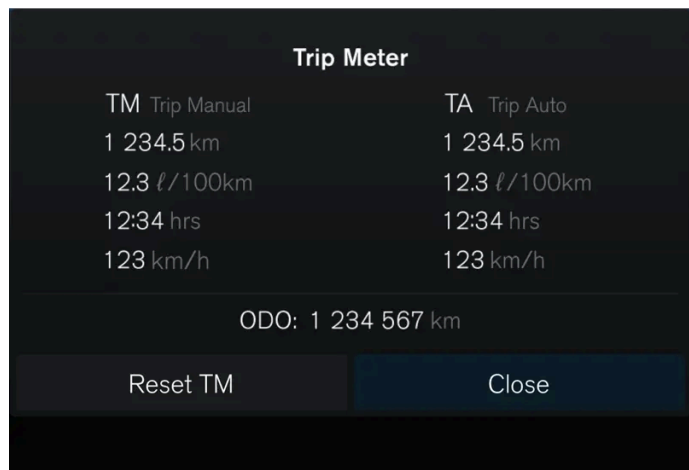 Trip Meter
TM Trip Manual
TA Trip Auto
1 234.5 km
1 234.5 km
12.3 ℓ/100km
12.3 ℓ/100km
12:34 hrs
12:34 hrs
123 km/h
123 km/h
ODO: 1 234 567 km
Reset TM
Close